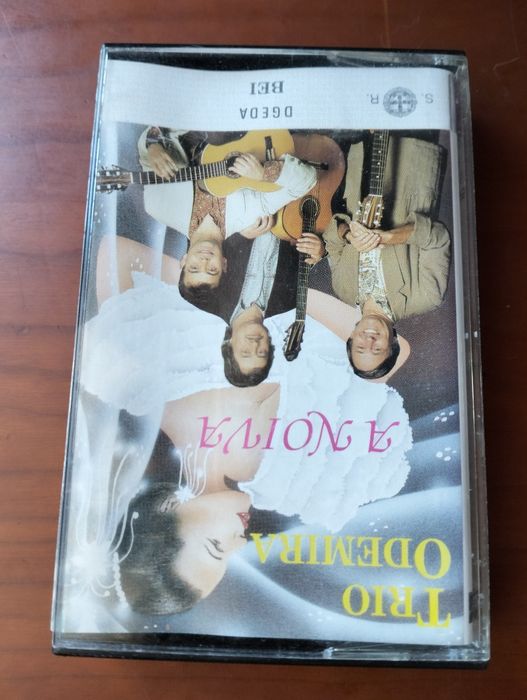 TRIO
ODEMIRA
A NOIVA
S. R.
DGEDA
BEI